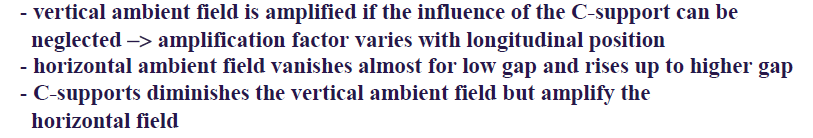 - vertical ambient field is amplified if the influence of the C-support can be
neglected –> amplification factor varies with longitudinal position
- horizontal ambient field vanishes almost for low gap and rises up to higher gap
- C-supports diminishes the vertical ambient field but amplify the
horizontal field